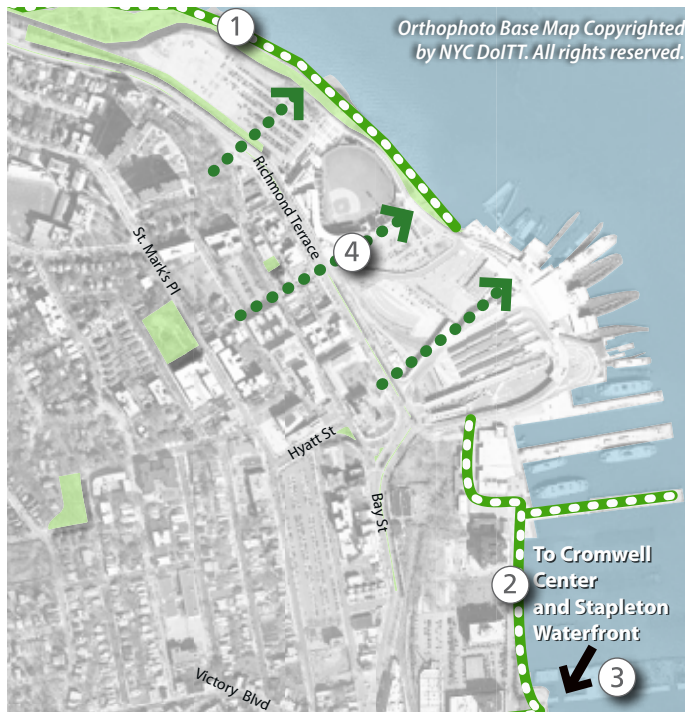 1
Orthophoto Base Map Copyrighted
by NYC DoITT. All rights reserved.
Richmond Terrace
St. Mark's Pl
4
Hyatt St
Bay St
To Cromwell
Center
and Stapleton
Waterfront
2
3
Victory Blvd